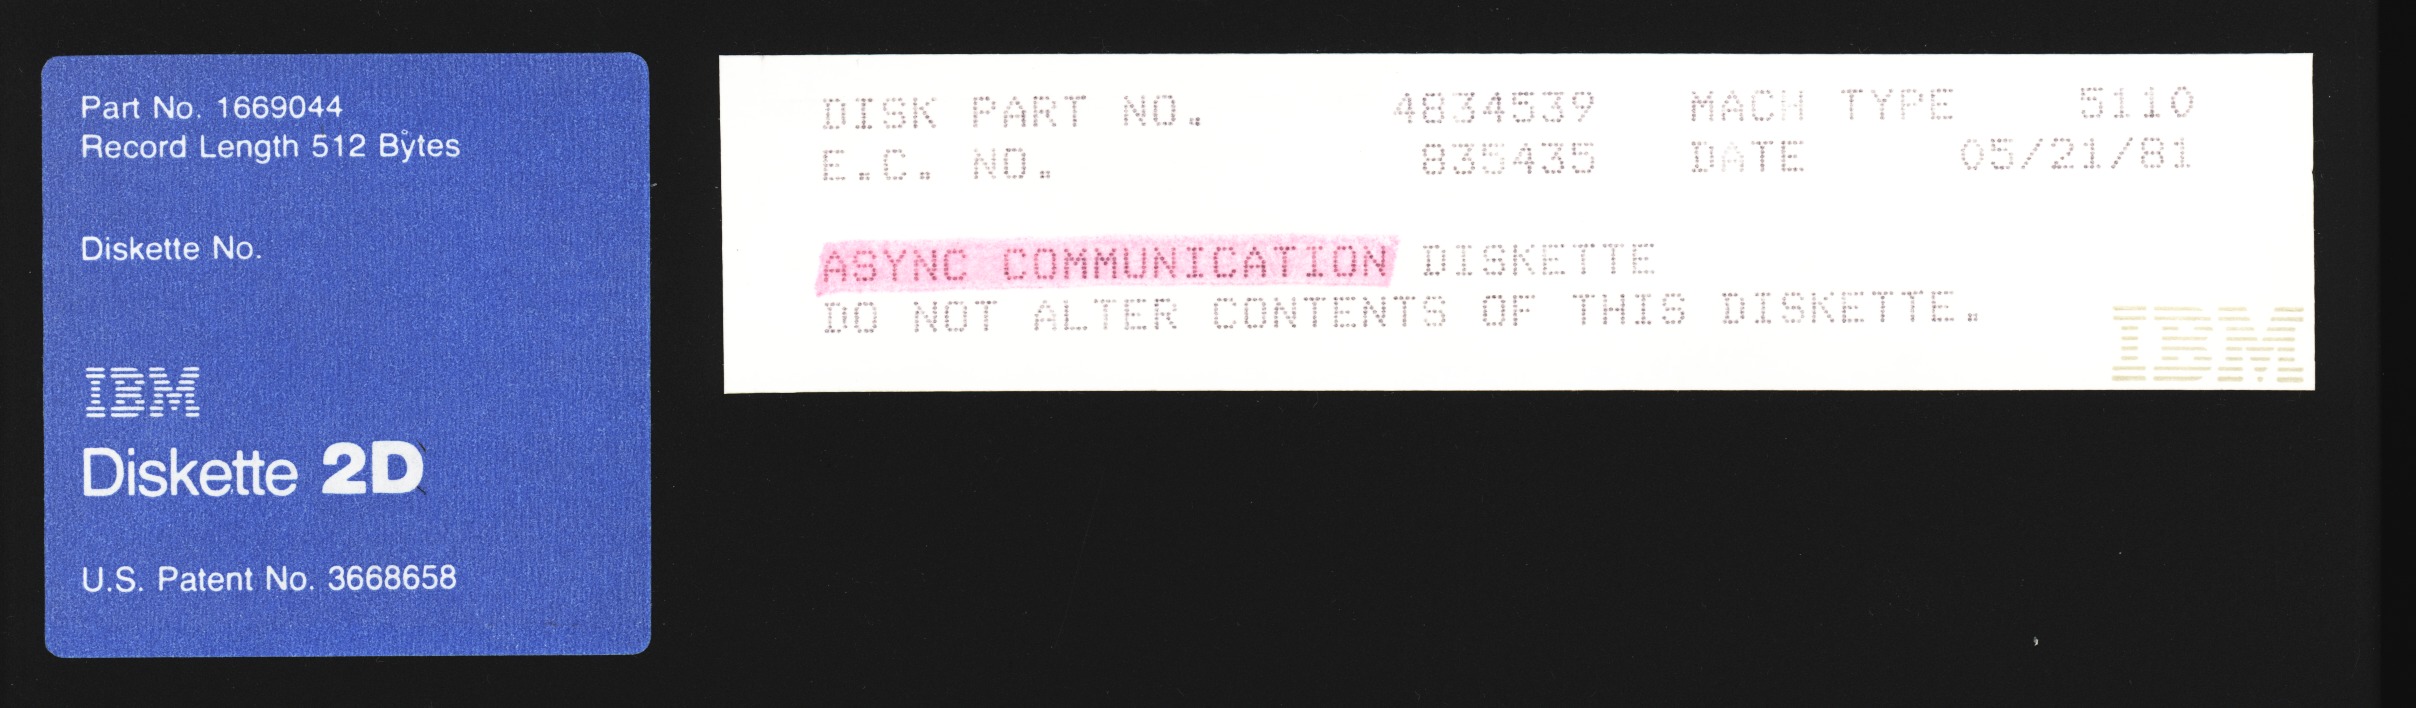 Part No. 1669044
Record Length 512 Bytes
Diskette No.
IBM
Diskette 2D
U.S. Patent No. 3668658
DISK PART NO. 4834539 MACH TYPE 5110
E.C. NO. 835435 DATE 05/21/81
ASYNC COMMUNICATION DISKETTE
DO NOT ALTER CONTENTS OF THIS DISKETTE.
IBM